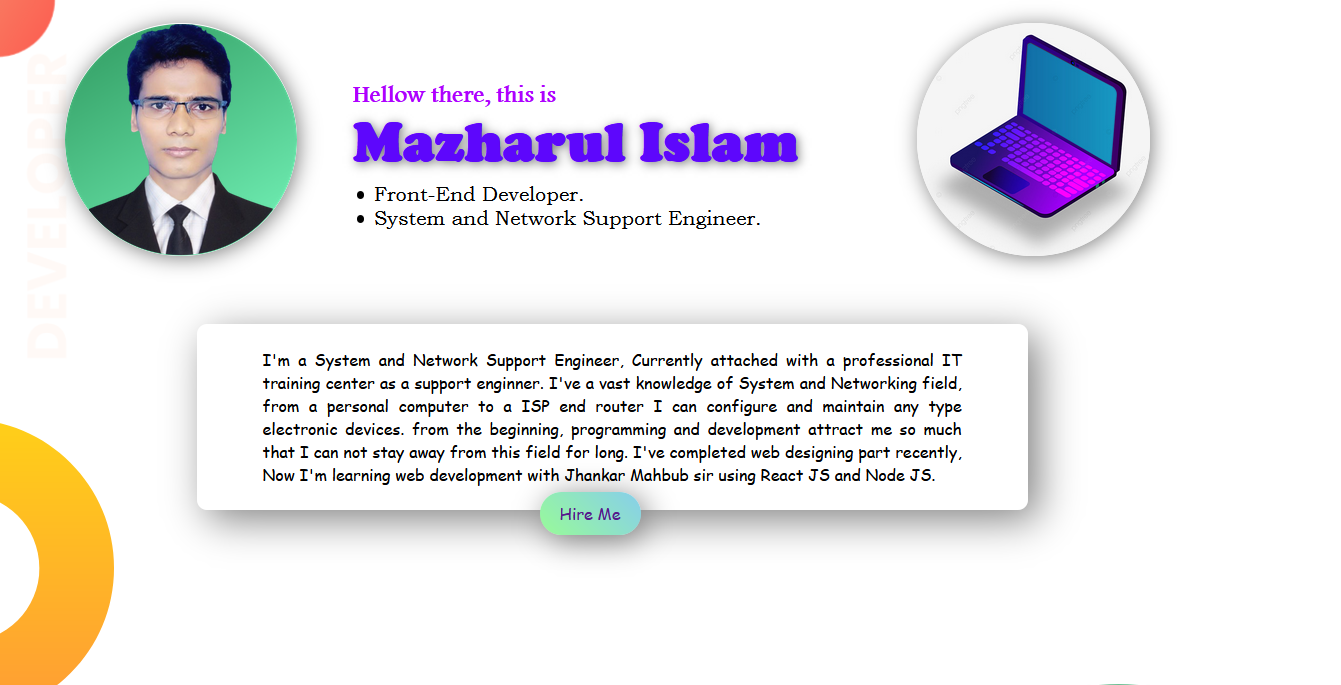 DEVELOPER
Hellow there, this is
Mazharul Islam
Front-End Developer.
System and Network Support Engineer.
I'm a System and Network Support Engineer, Currently attached with a professional IT
training center as a support enginner. I've a vast knowledge of System and Networking field,
from a personal computer to a ISP end router I can configure and maintain any type
electronic devices. from the beginning, programming and development attract me so much
that I can not stay away from this field for long. I've completed web designing part recently,
Now I'm learning web development with Jhankar Mahbub sir using React JS and Node JS.
Hire Me